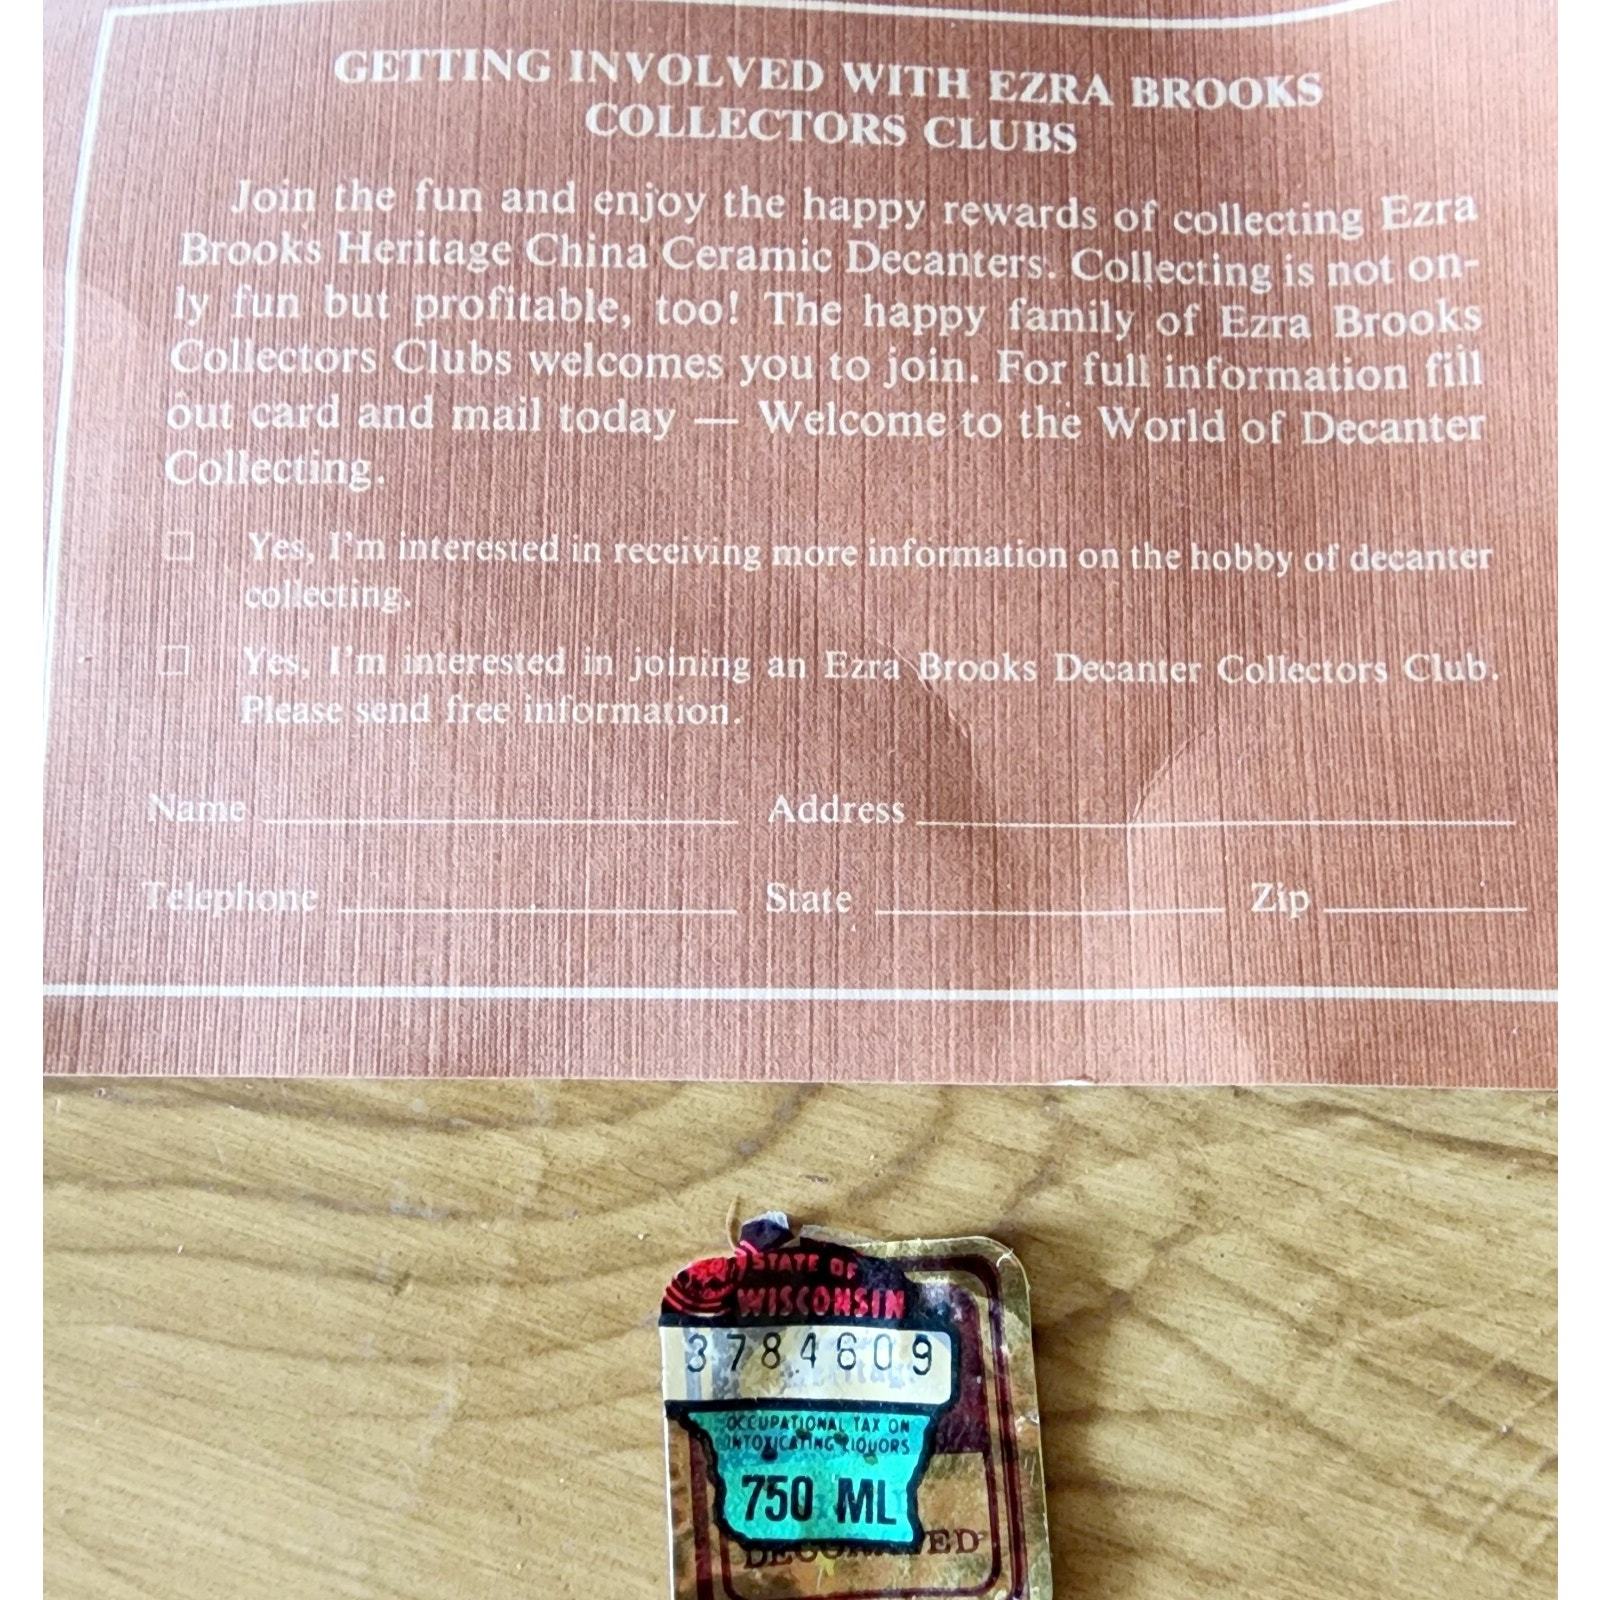 GETTING INVOLVED WITH EZRA BROOKS
COLLECTORS CLUBS
Join the fun and enjoy the happy rewards of collecting Ezra
Brooks Heritage China Ceramic Decanters. Collecting is not on-
ly fun but profitable, too! The happy family of Ezra Brooks
Collectors Clubs welcomes you to join. For full information fill
out card and mail today — Welcome to the World of Decanter
Collecting.
☐ Yes, I'm interested in receiving more information on the hobby of decanter
collecting.
☐ Yes, I'm interested in joining an Ezra Brooks Decanter Collectors Club.
Please send free information.
Name Address
Telephone State Zip
STATE OF
WISCONSIN
3784609
OCCUPATIONAL TAX ON
INTOXICATING LIQUORS
750 ML